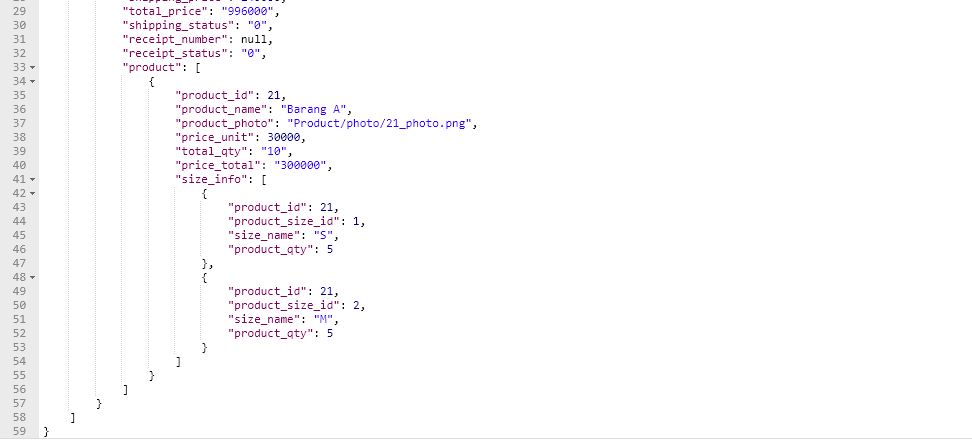 29 "total_price": "996000",
30 "shipping_status": "0",
31 "receipt_number": null,
32 "receipt_status": "0",
33 "product": [
34 {
35 "product_id": 21,
36 "product_name": "Barang A",
37 "product_photo": "Product/photo/21_photo.png",
38 "price_unit": 30000,
39 "total_qty": "10",
40 "price_total": "300000",
41 "size_info": [
42 {
43 "product_id": 21,
44 "product_size_id": 1,
45 "size_name": "S",
46 "product_qty": 5
47 },
48 {
49 "product_id": 21,
50 "product_size_id": 2,
51 "size_name": "M",
52 "product_qty": 5
53 }
54 ]
55 }
56 ]
57 }
58 ]
59 }